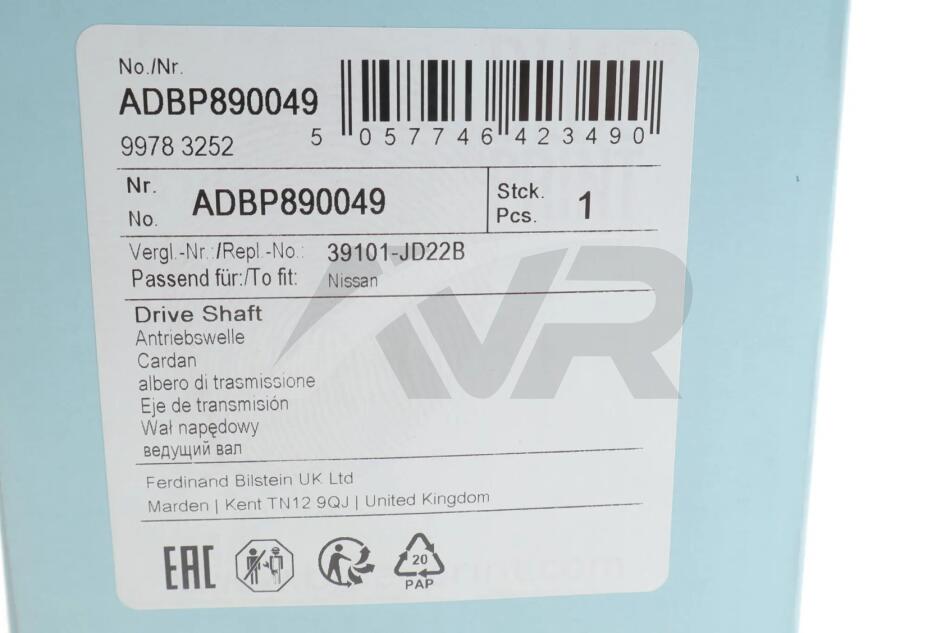 No./Nr.
ADBP890049
9978 3252
5 057746 423490
Nr.
No. ADBP890049
Stck.
Pcs. 1
Vergl.-Nr.:/Repl.-No.: 39101-JD22B
Passend für:/To fit: Nissan
Drive Shaft
Antriebswelle
Cardan
albero di trasmissione
Eje de transmisión
Wał napędowy
ведущий вал
Ferdinand Bilstein UK Ltd
Marden | Kent TN12 9QJ | United Kingdom
EAC
20
PAP
AVR